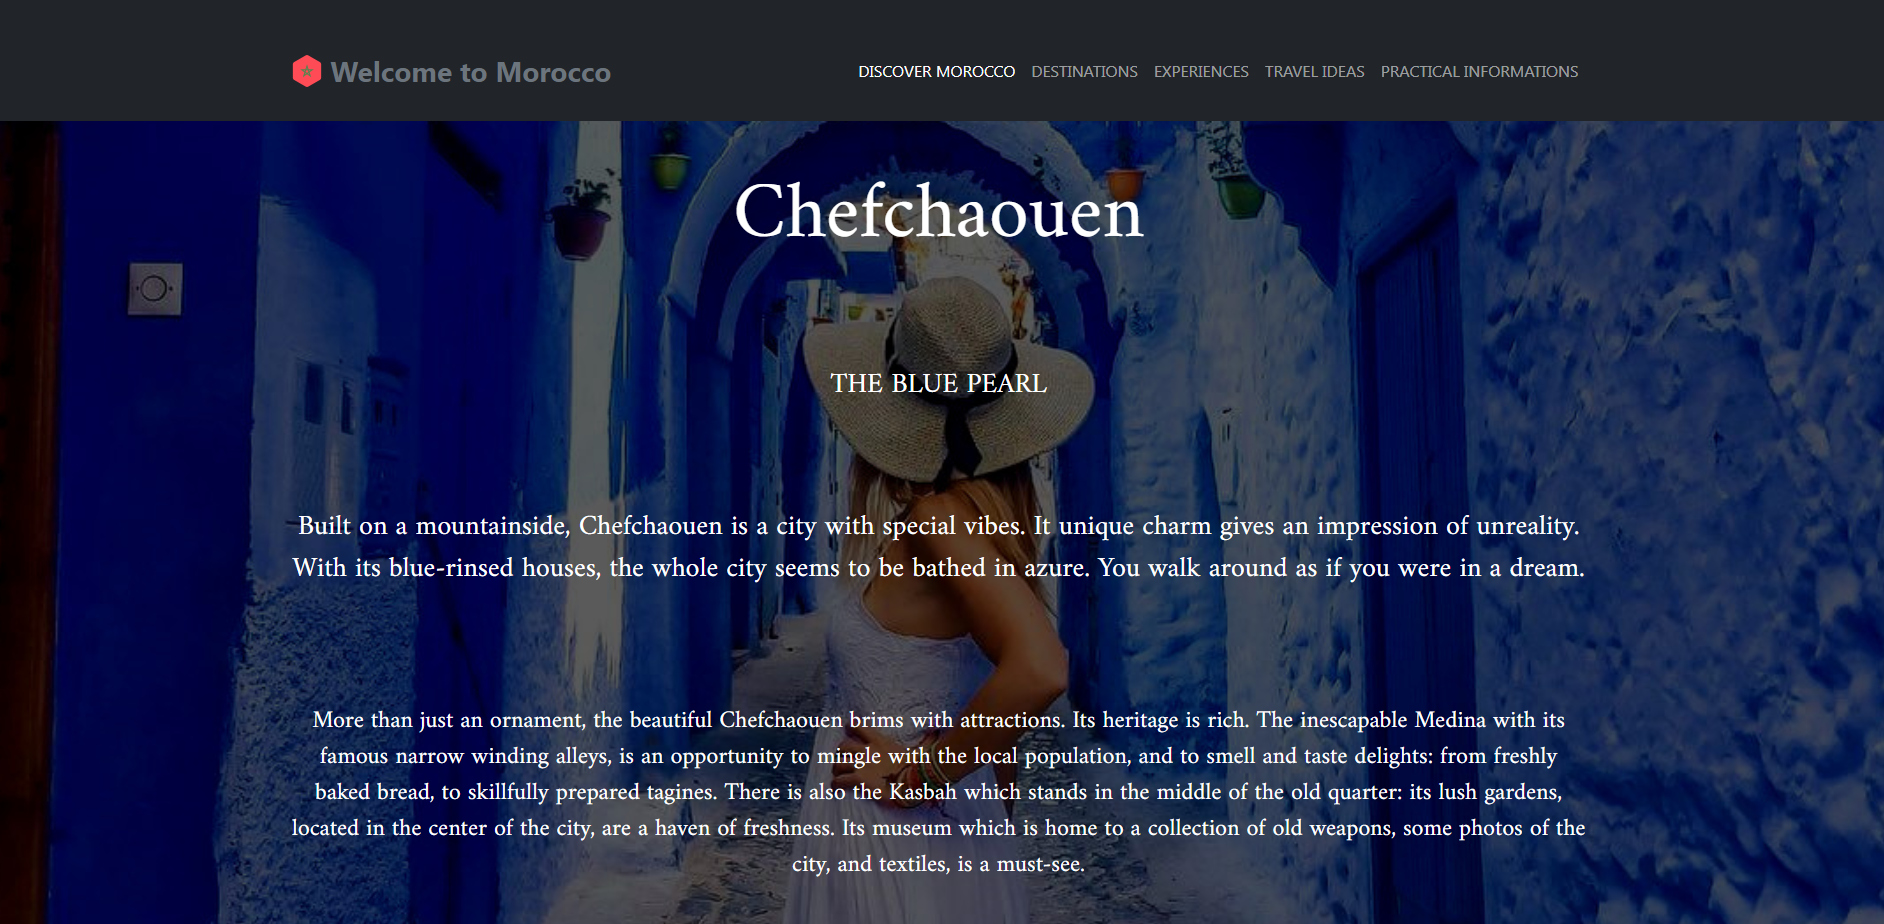 Welcome to Morocco
DISCOVER MOROCCO DESTINATIONS EXPERIENCES TRAVEL IDEAS PRACTICAL INFORMATIONS
Chefchaouen
THE BLUE PEARL
Built on a mountainside, Chefchaouen is a city with special vibes. It unique charm gives an impression of unreality.
With its blue-rinsed houses, the whole city seems to be bathed in azure. You walk around as if you were in a dream.
More than just an ornament, the beautiful Chefchaouen brims with attractions. Its heritage is rich. The inescapable Medina with its
famous narrow winding alleys, is an opportunity to mingle with the local population, and to smell and taste delights: from freshly
baked bread, to skillfully prepared tagines. There is also the Kasbah which stands in the middle of the old quarter: its lush gardens,
located in the center of the city, are a haven of freshness. Its museum which is home to a collection of old weapons, some photos of the
city, and textiles, is a must-see.